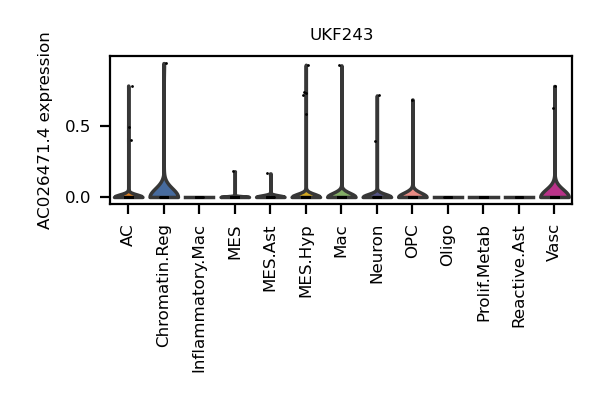 UKF243
AC026471.4 expression
0.5
0.0
AC
Chromatin.Reg
Inflammatory.Mac
MES
MES.Ast
MES.Hyp
Mac
Neuron
OPC
Oligo
Prolif.Metab
Reactive.Ast
Vasc